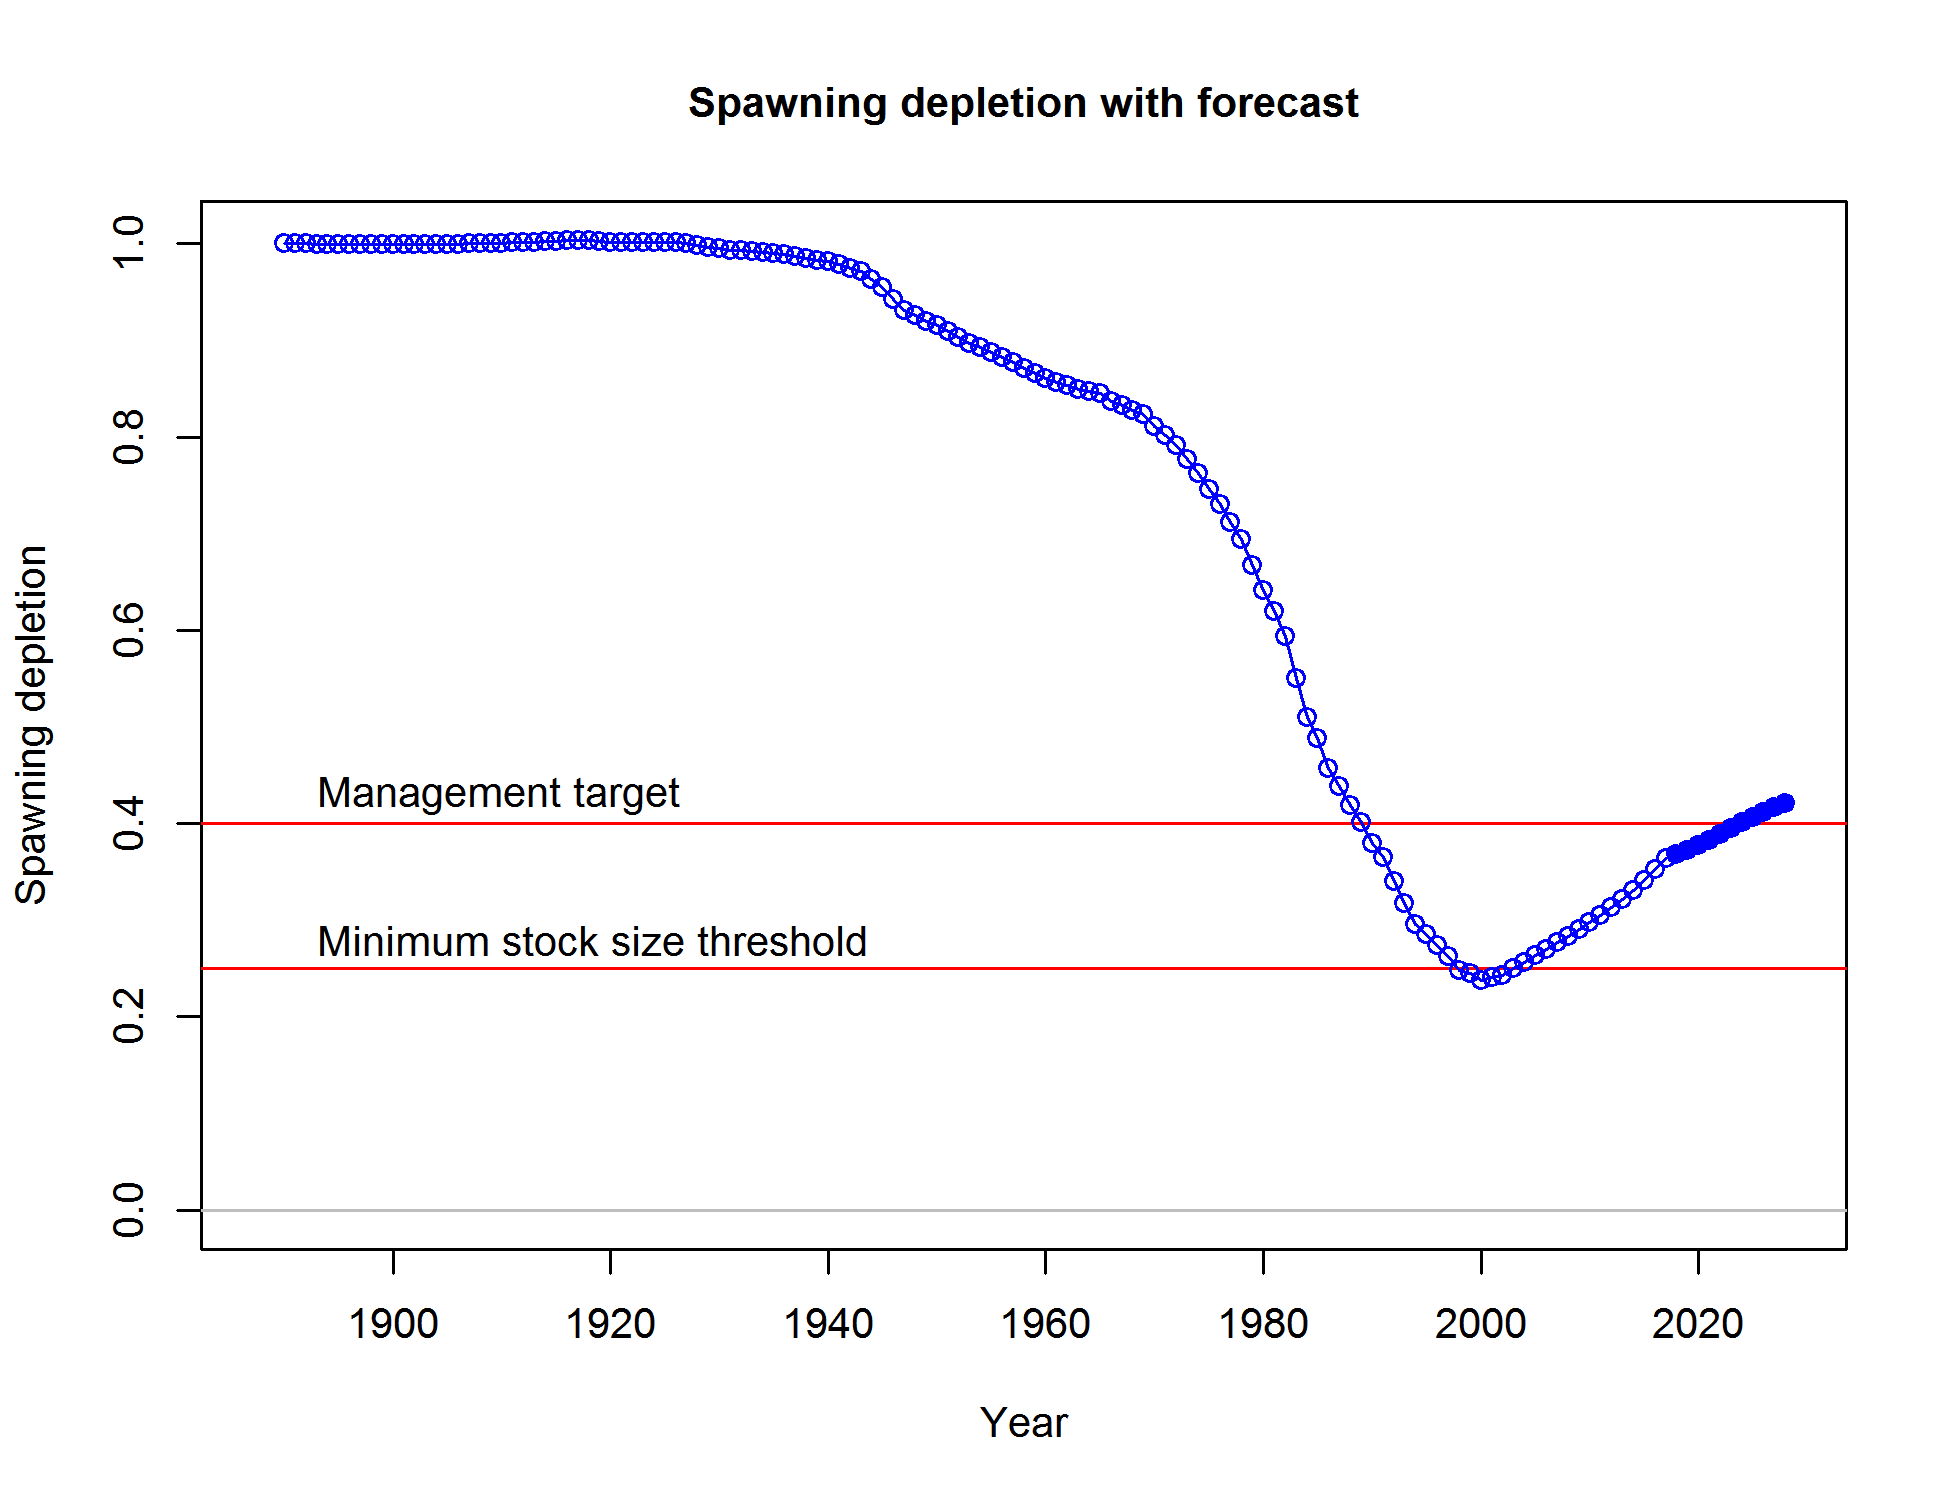 Spawning depletion with forecast
Spawning depletion
1.0
0.8
0.6
0.4
0.2
0.0
Management target
Minimum stock size threshold
1900 1920 1940 1960 1980 2000 2020
Year